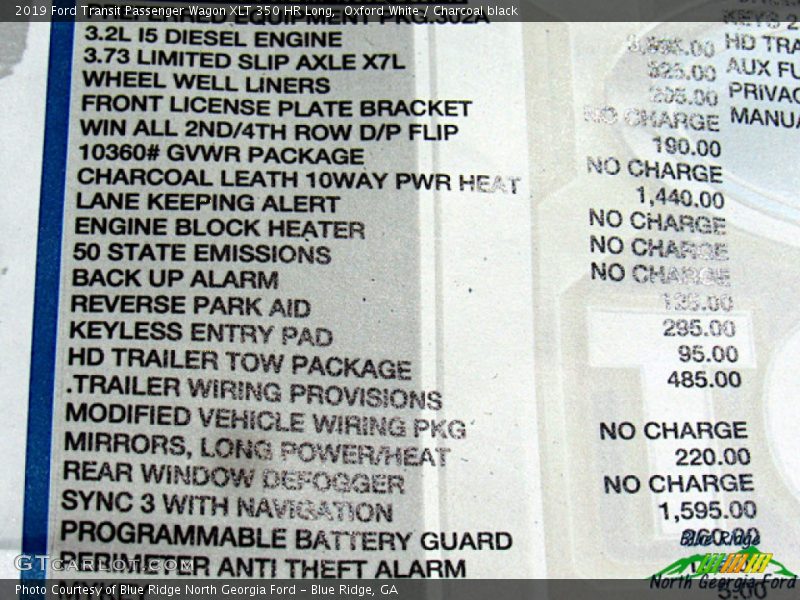 2019 Ford Transit Passenger Wagon XLT 350 HR Long, Oxford White / Charcoal black
EQUIPMENT PKG.302A
3.2L I5 DIESEL ENGINE
3.73 LIMITED SLIP AXLE X7L 325.00
WHEEL WELL LINERS
FRONT LICENSE PLATE BRACKET NO CHARGE
WIN ALL 2ND/4TH ROW D/P FLIP 190.00
10360# GVWR PACKAGE NO CHARGE
CHARCOAL LEATH 10WAY PWR HEAT 1,440.00
LANE KEEPING ALERT NO CHARGE
ENGINE BLOCK HEATER NO CHARGE
50 STATE EMISSIONS NO CHARGE
BACK UP ALARM
REVERSE PARK AID 295.00
KEYLESS ENTRY PAD 95.00
HD TRAILER TOW PACKAGE 485.00
.TRAILER WIRING PROVISIONS
MODIFIED VEHICLE WIRING PKG NO CHARGE
MIRRORS, LONG POWER/HEAT 220.00
REAR WINDOW DEFOGGER NO CHARGE
SYNC 3 WITH NAVIGATION 1,595.00
PROGRAMMABLE BATTERY GUARD
PERIMETER ANTI THEFT ALARM
HD TRA
AUX FU
PRIVAC
MANUA
Blue Ridge
North Georgia Ford
GTCarLot.com
Photo Courtesy of Blue Ridge North Georgia Ford – Blue Ridge, GA